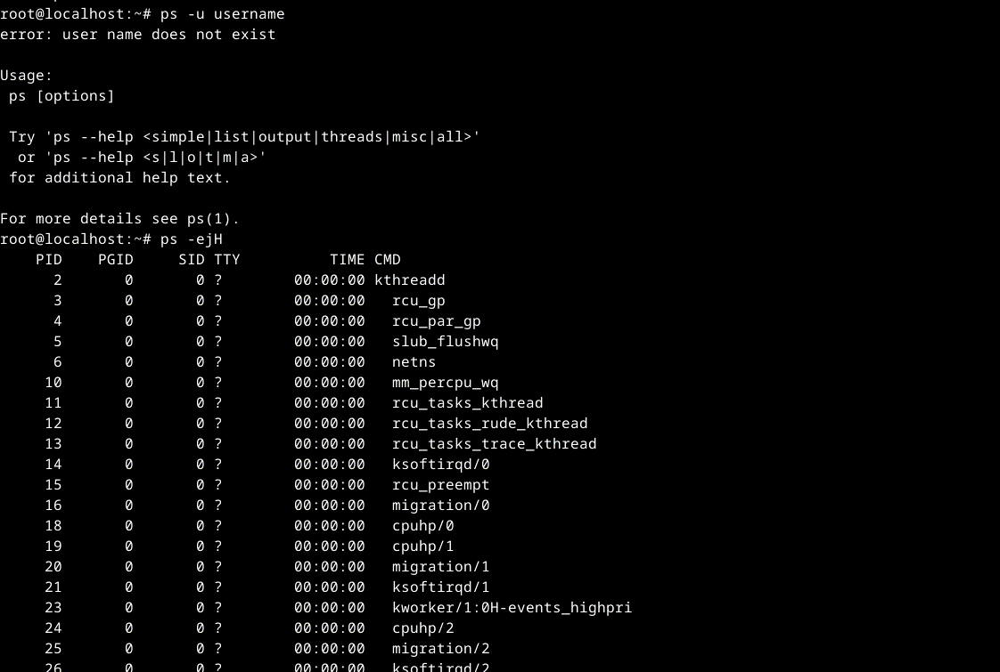 root@localhost:~# ps -u username
error: user name does not exist

Usage:
 ps [options]

 Try 'ps --help <simple|list|output|threads|misc|all>'
  or 'ps --help <s|l|o|t|m|a>'
 for additional help text.

For more details see ps(1).
root@localhost:~# ps -ejH
    PID    PGID     SID TTY          TIME CMD
      2       0       0 ?        00:00:00 kthreadd
      3       0       0 ?        00:00:00   rcu_gp
      4       0       0 ?        00:00:00   rcu_par_gp
      5       0       0 ?        00:00:00   slub_flushwq
      6       0       0 ?        00:00:00   netns
     10       0       0 ?        00:00:00   mm_percpu_wq
     11       0       0 ?        00:00:00   rcu_tasks_kthread
     12       0       0 ?        00:00:00   rcu_tasks_rude_kthread
     13       0       0 ?        00:00:00   rcu_tasks_trace_kthread
     14       0       0 ?        00:00:00   ksoftirqd/0
     15       0       0 ?        00:00:00   rcu_preempt
     16       0       0 ?        00:00:00   migration/0
     18       0       0 ?        00:00:00   cpuhp/0
     19       0       0 ?        00:00:00   cpuhp/1
     20       0       0 ?        00:00:00   migration/1
     21       0       0 ?        00:00:00   ksoftirqd/1
     23       0       0 ?        00:00:00   kworker/1:0H-events_highpri
     24       0       0 ?        00:00:00   cpuhp/2
     25       0       0 ?        00:00:00   migration/2
     26       0       0 ?        00:00:00   ksoftirqd/2